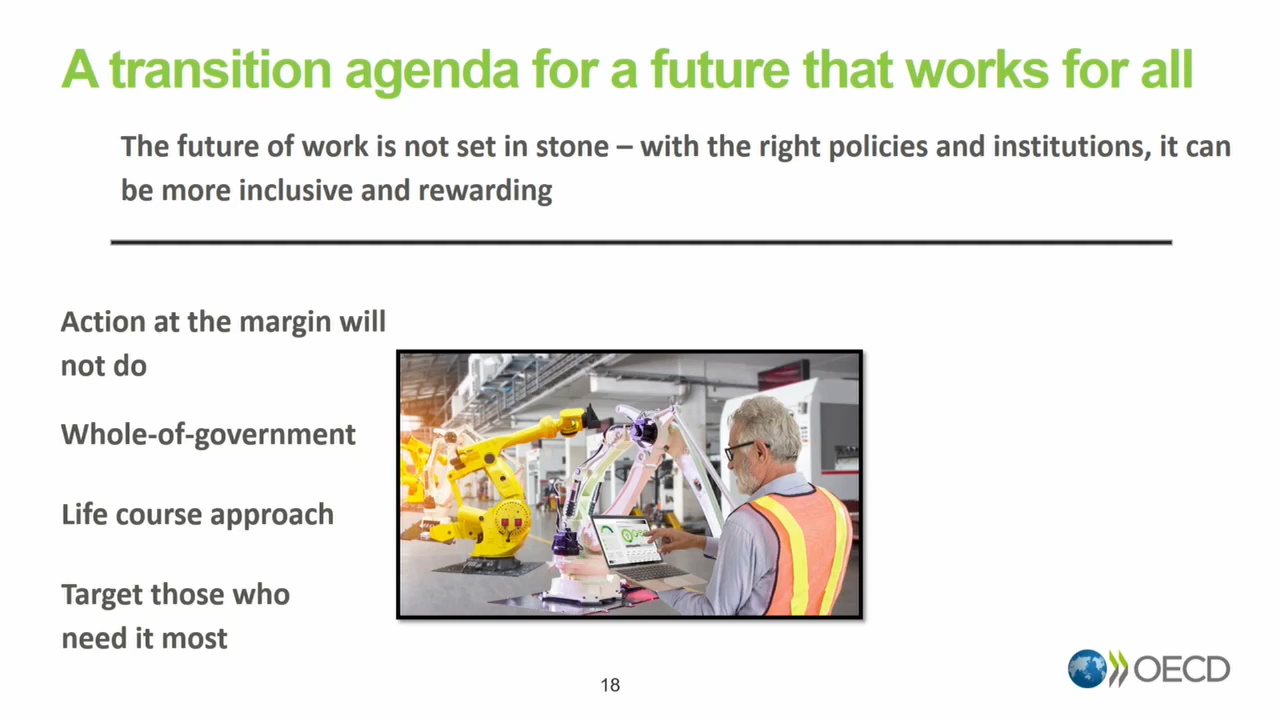 A transition agenda for a future that works for all
The future of work is not set in stone – with the right policies and institutions, it can
be more inclusive and rewarding
Action at the margin will
not do
Whole-of-government
Life course approach
Target those who
need it most
18
OECD